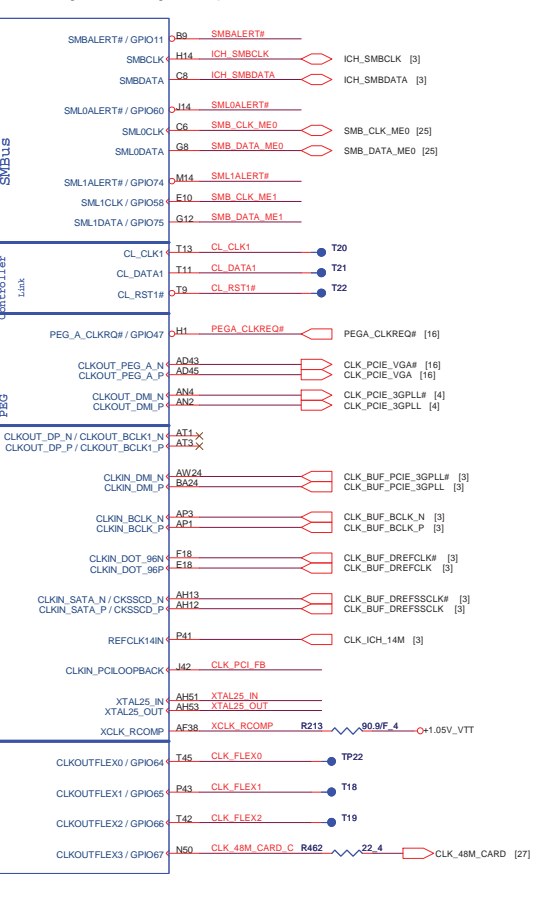 SMBus
SMBALERT# / GPIO11 B9 SMBALERT#
SMBCLK H14 ICH_SMBCLK ICH_SMBCLK [3]
SMBDATA C8 ICH_SMBDATA ICH_SMBDATA [3]
SML0ALERT# / GPIO60 J14 SML0ALERT#
SML0CLK C6 SMB_CLK_ME0 SMB_CLK_ME0 [25]
SML0DATA G8 SMB_DATA_ME0 SMB_DATA_ME0 [25]
SML1ALERT# / GPIO74 M14 SML1ALERT#
SML1CLK / GPIO58 E10 SMB_CLK_ME1
SML1DATA / GPIO75 G12 SMB_DATA_ME1
Controller
Link
CL_CLK1 T13 CL_CLK1 T20
CL_DATA1 T11 CL_DATA1 T21
CL_RST1# T9 CL_RST1# T22
PEG
PEG_A_CLKRQ# / GPIO47 H1 PEGA_CLKREQ# PEGA_CLKREQ# [16]
CLKOUT_PEG_A_N AD43 CLK_PCIE_VGA# [16]
CLKOUT_PEG_A_P AD45 CLK_PCIE_VGA [16]
CLKOUT_DMI_N AN4 CLK_PCIE_3GPLL# [4]
CLKOUT_DMI_P AN2 CLK_PCIE_3GPLL [4]
CLKOUT_DP_N / CLKOUT_BCLK1_N AT1
CLKOUT_DP_P / CLKOUT_BCLK1_P AT3
CLKIN_DMI_N AW24 CLK_BUF_PCIE_3GPLL# [3]
CLKIN_DMI_P BA24 CLK_BUF_PCIE_3GPLL [3]
CLKIN_BCLK_N AP3 CLK_BUF_BCLK_N [3]
CLKIN_BCLK_P AP1 CLK_BUF_BCLK_P [3]
CLKIN_DOT_96N F18 CLK_BUF_DREFCLK# [3]
CLKIN_DOT_96P E18 CLK_BUF_DREFCLK [3]
CLKIN_SATA_N / CKSSCD_N AH13 CLK_BUF_DREFSSCLK# [3]
CLKIN_SATA_P / CKSSCD_P AH12 CLK_BUF_DREFSSCLK [3]
REFCLK14IN P41 CLK_ICH_14M [3]
CLKIN_PCILOOPBACK J42 CLK_PCI_FB
XTAL25_IN AH51 XTAL25_IN
XTAL25_OUT AH53 XTAL25_OUT
XCLK_RCOMP AF38 XCLK_RCOMP R213 90.9/F_4 +1.05V_VTT
CLKOUTFLEX0 / GPIO64 T45 CLK_FLEX0 TP22
CLKOUTFLEX1 / GPIO65 P43 CLK_FLEX1 T18
CLKOUTFLEX2 / GPIO66 T42 CLK_FLEX2 T19
CLKOUTFLEX3 / GPIO67 N50 CLK_48M_CARD_C R462 22_4 CLK_48M_CARD [27]